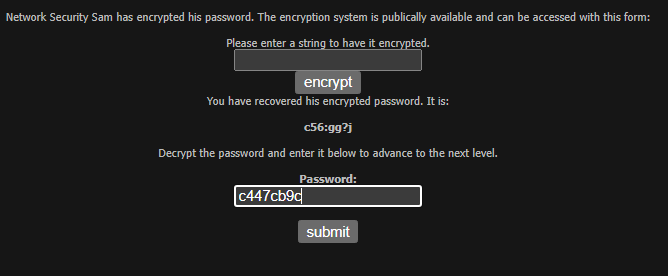 Network Security Sam has encrypted his password. The encryption system is publically available and can be accessed with this form:
Please enter a string to have it encrypted.
encrypt
You have recovered his encrypted password. It is:
c56:gg?j
Decrypt the password and enter it below to advance to the next level.
Password:
c447cb9c
submit